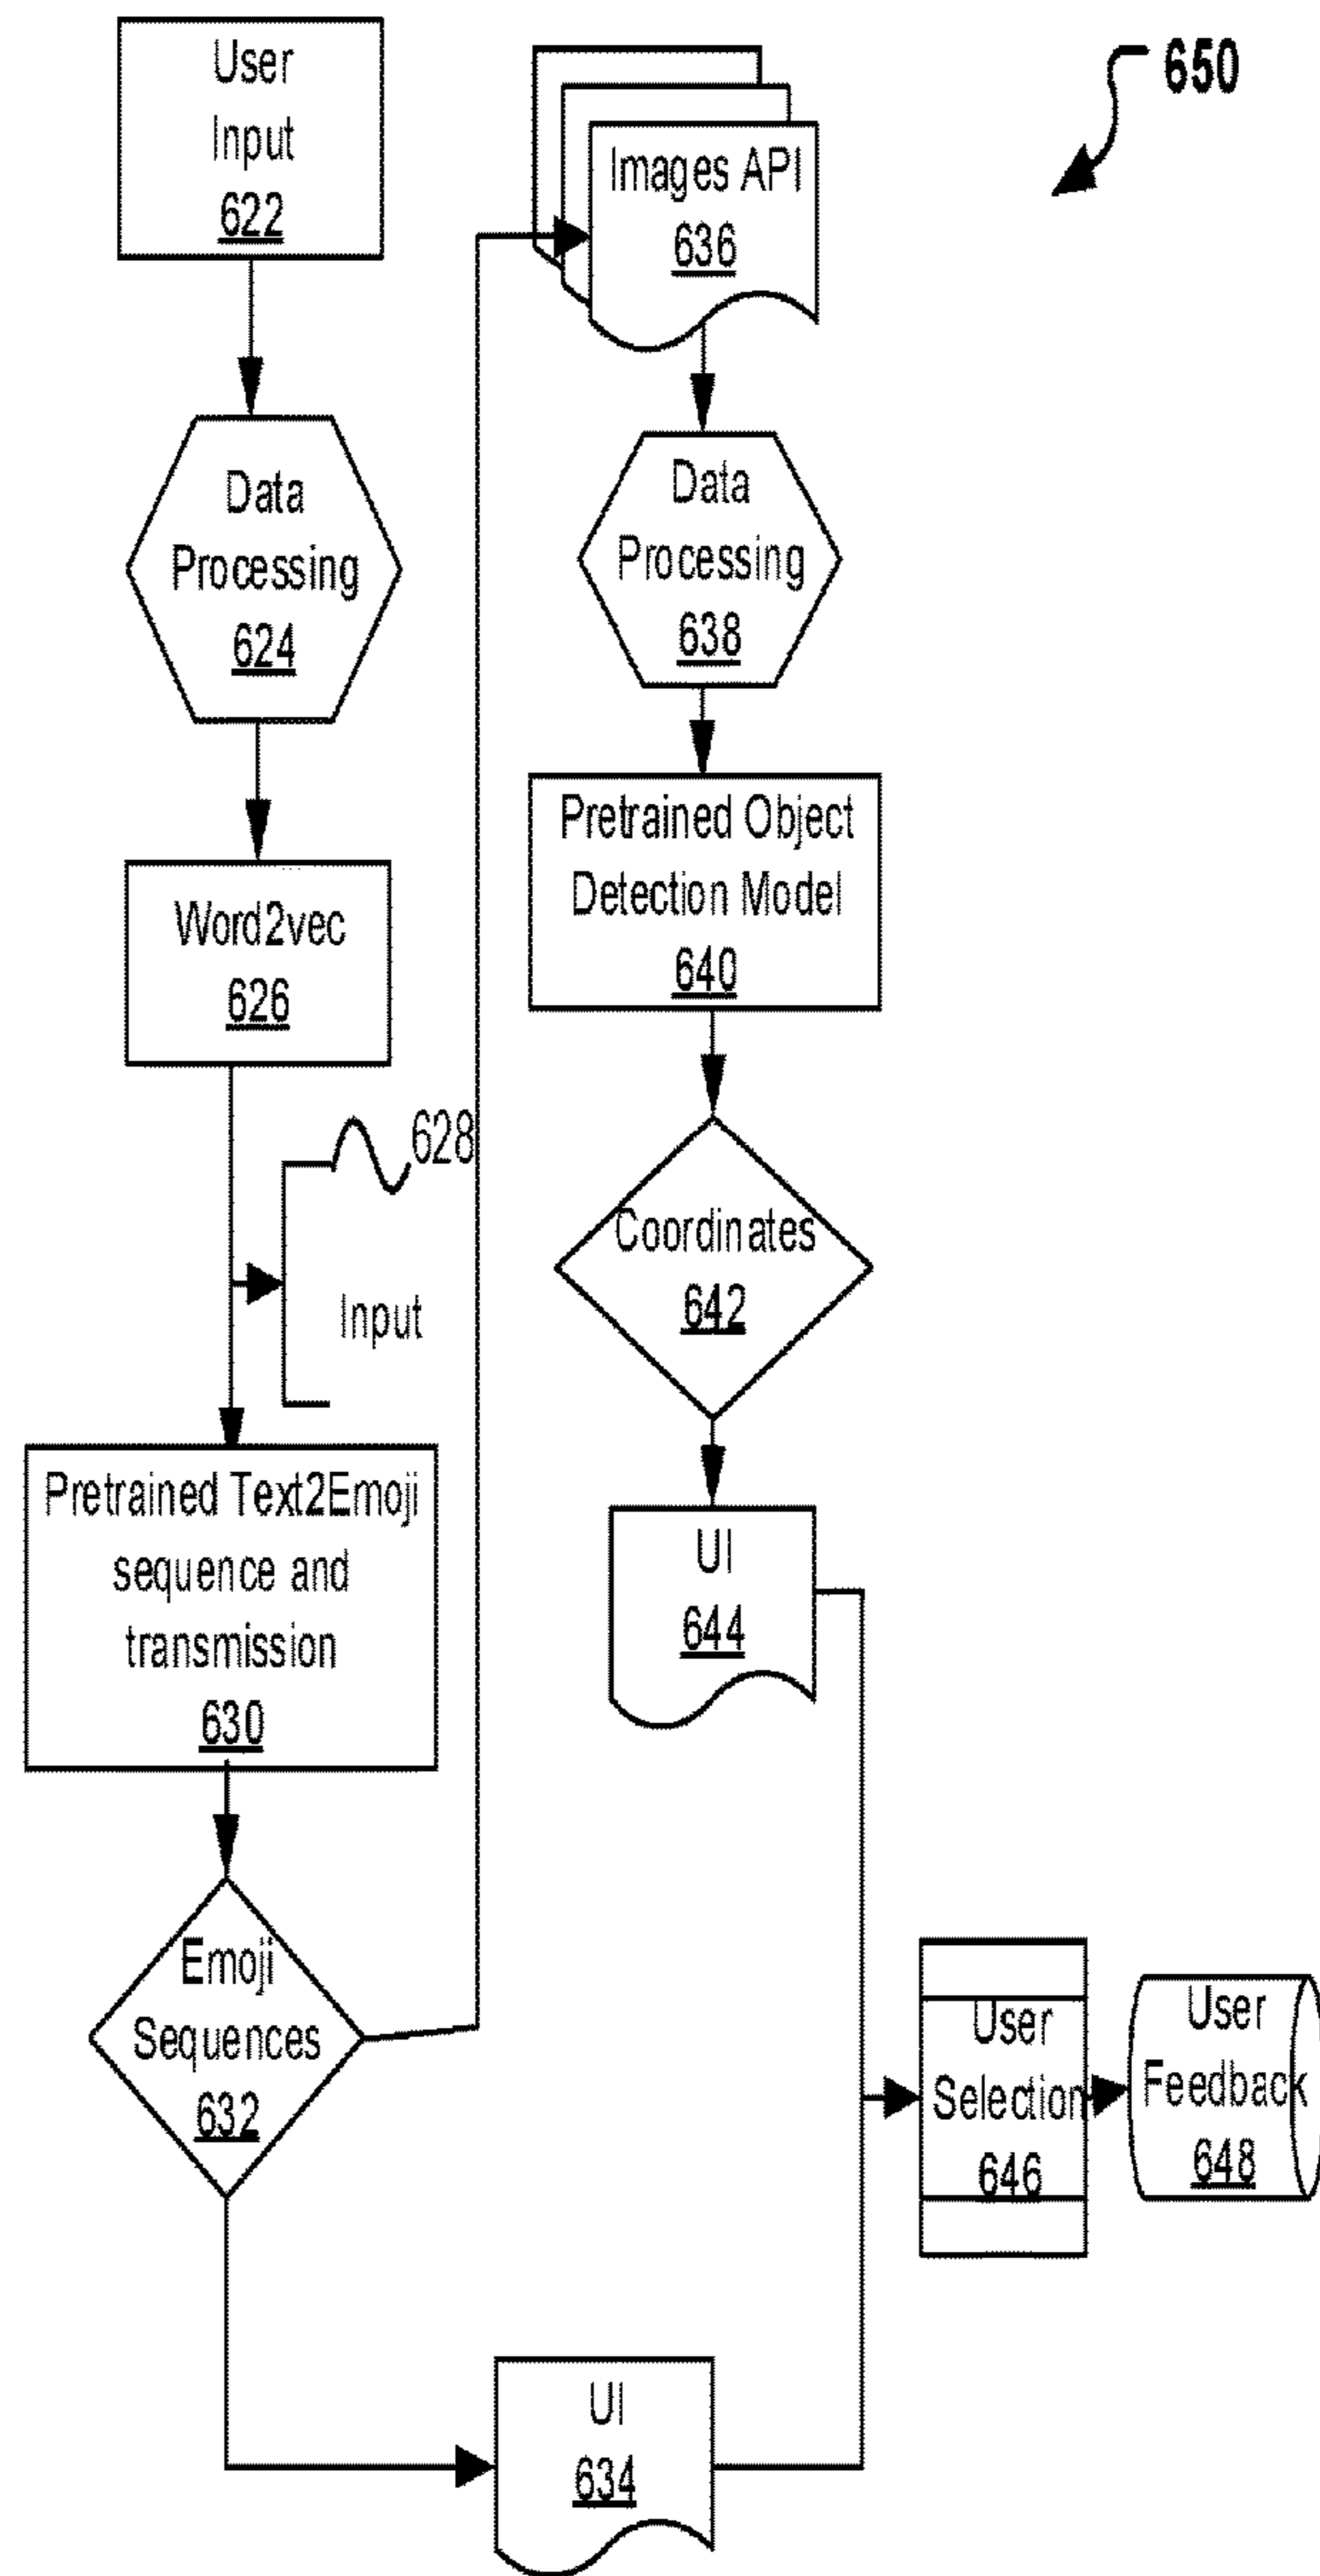 650
User
Input
622
Data
Processing
624
Word2vec
626
628
Input
Pretrained Text2Emoji
sequence and
transmission
630
Emoji
Sequences
632
UI
634
Images API
636
Data
Processing
638
Pretrained Object
Detection Model
640
Coordinates
642
UI
644
User
Selection
646
User
Feedback
648